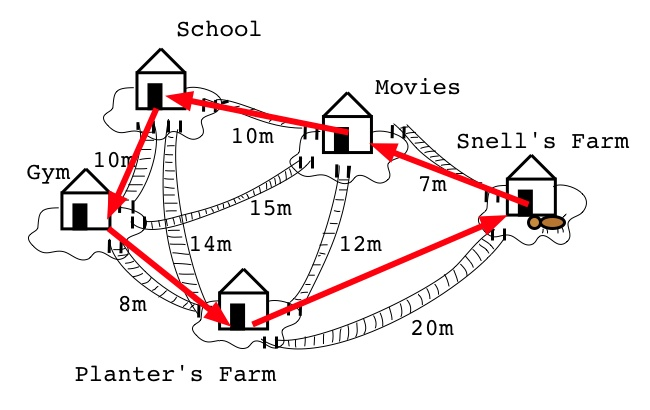 School
Movies
Snell's Farm
10m
10m
Gym
7m
15m
14m
12m
8m
20m
Planter's Farm